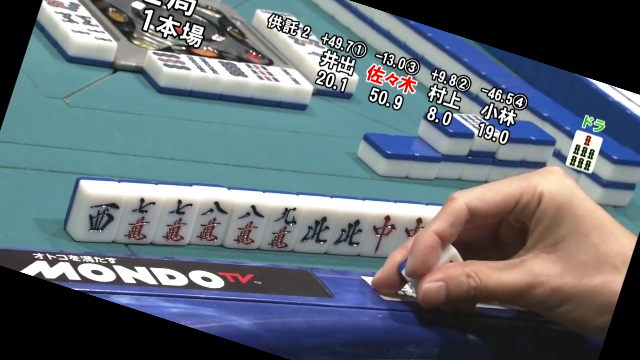 局
1本場
供託 2
+49.7① -13.0③ +9.8② -46.5④
井出 佐々木 村上 小林
20.1 50.9 8.0 19.0
ドラ
西 七萬 七萬 八萬 八萬 九萬 北 北 中 中
オトコを満たす
MONDO TV